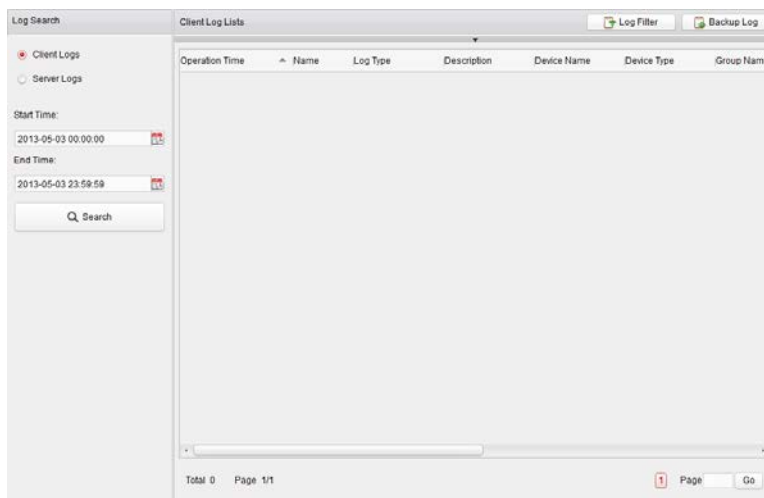 Log Search
Client Logs
Server Logs
Start Time:
2013-05-03 00:00:00
End Time:
2013-05-03 23:59:59
Search
Client Log Lists
Log Filter
Backup Log
Operation Time Name Log Type Description Device Name Device Type Group Nam
Total 0 Page 1/1
1 Page Go